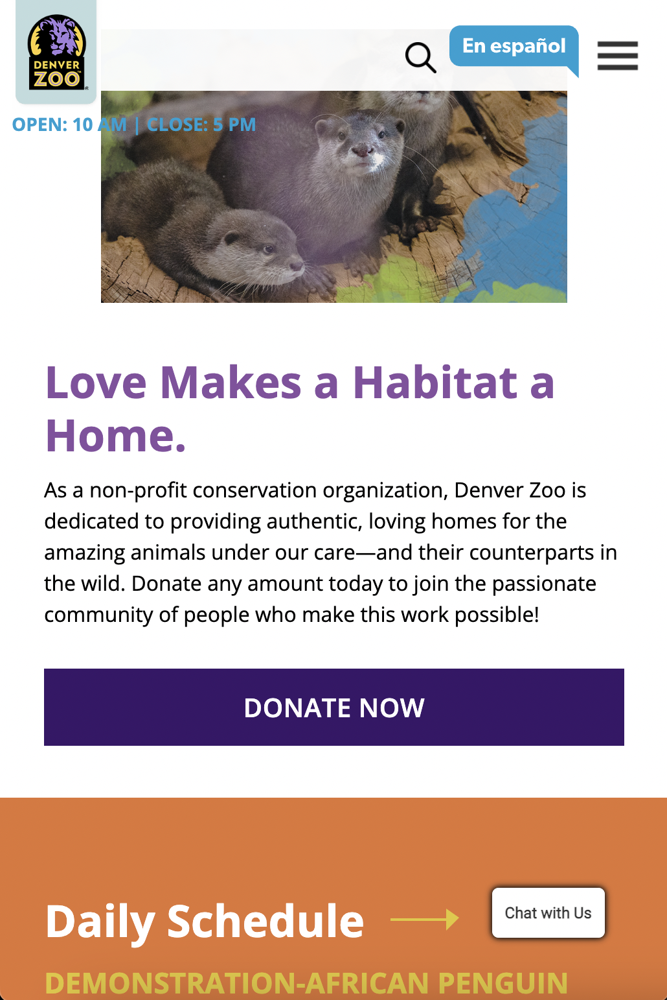 DENVER
ZOO
En español
OPEN: 10 AM | CLOSE: 5 PM
Love Makes a Habitat a
Home.
As a non-profit conservation organization, Denver Zoo is
dedicated to providing authentic, loving homes for the
amazing animals under our care—and their counterparts in
the wild. Donate any amount today to join the passionate
community of people who make this work possible!
DONATE NOW
Daily Schedule
Chat with Us
DEMONSTRATION-AFRICAN PENGUIN